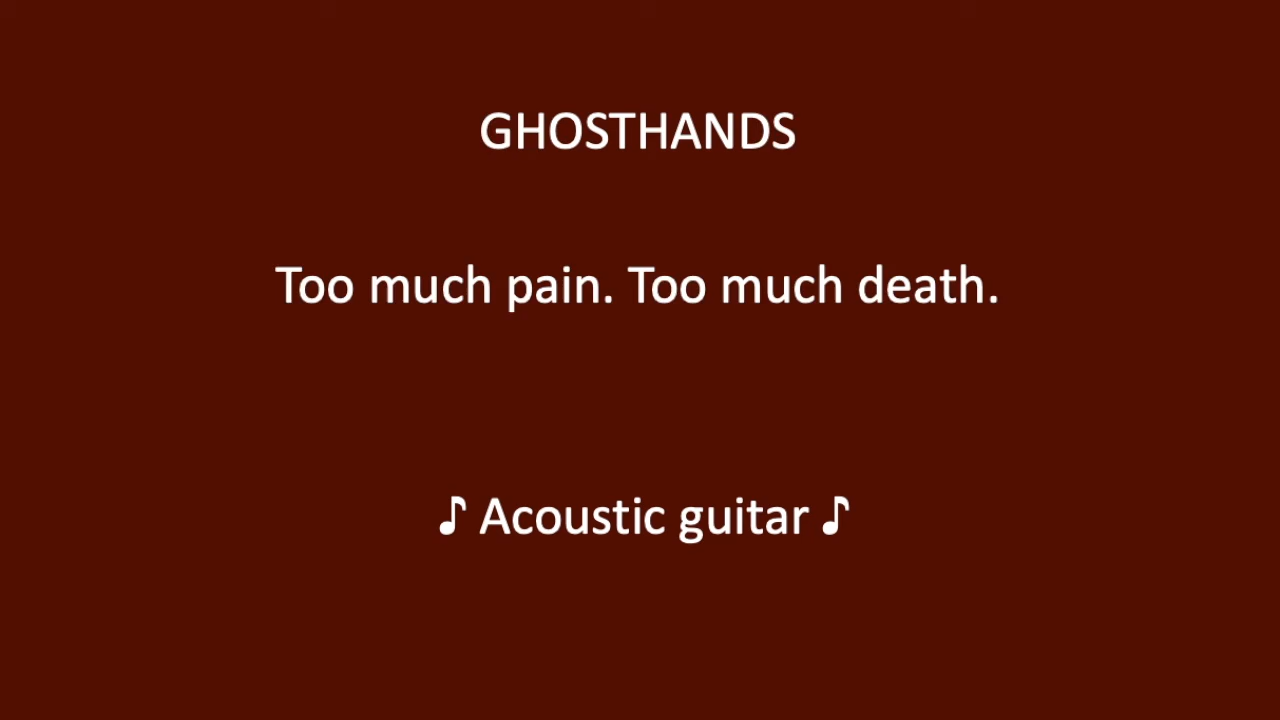 GHOSTHANDS
Too much pain. Too much death.
♪ Acoustic guitar ♪